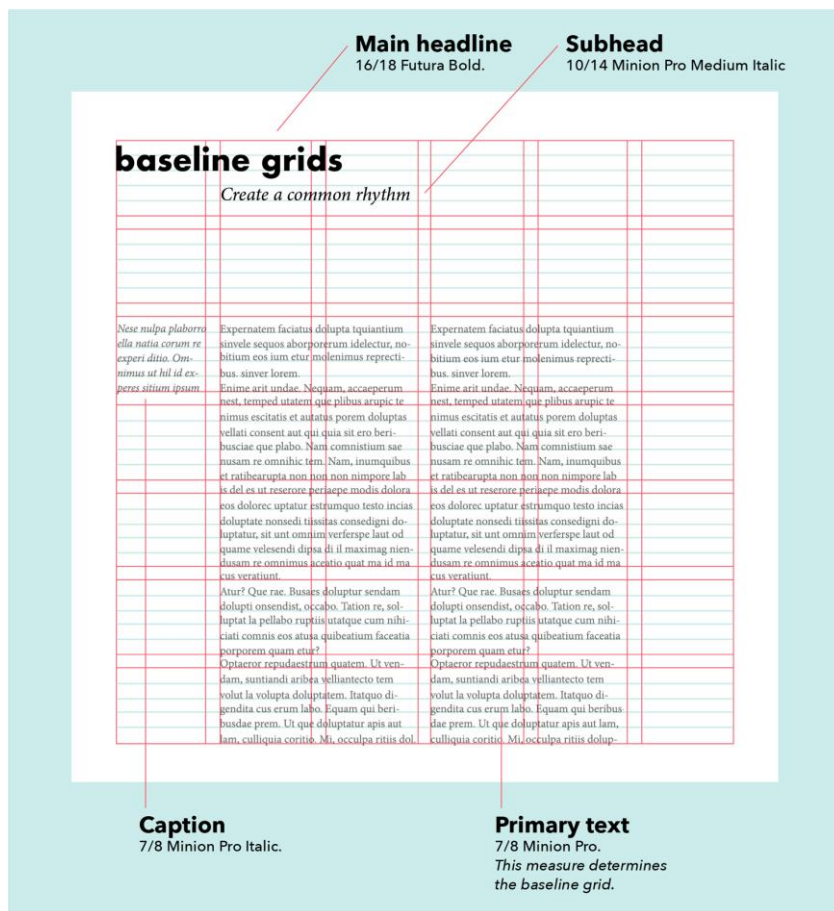 Main headline
16/18 Futura Bold.
Subhead
10/14 Minion Pro Medium Italic
baseline grids
Create a common rhythm
Nese nulpa plaborro
ella natia corum re
experi ditio. Om-
nimus ut hil id ex-
peres sitium ipsum
Expernatem faciatus dolupta tquiantium
sinvele sequos aborporerum idelectur, no-
bitium eos ium etur molenimus reprecti-
bus. sinver lorem.
Enime arit undae. Nequam, accaeperum
nest, temped utatem que plibus arupic te
nimus escitatis et autatus porem doluptas
vellati consent aut qui quia sit ero beri-
busciae que plabo. Nam comnistium sae
nusam re omnihic tem. Nam, inumquibus
et ratibearupta non non non nimpore lab
is del es ut reserore periaepe modis dolora
eos dolorec uptatur estrumquo testo incias
doluptate nonsedi tiissitas consedigni do-
luptatur, sit unt omnim verferspe laut od
quame velesendi dipsa di il maximag nien-
dusam re omnimus aceatio quat ma id ma
cus veratiunt.
Atur? Que rae. Busaes doluptur sendam
dolupti onsendist, occabo. Tation re, sol-
luptat la pellabo ruptiis utatque cum nihi-
ciati comnis eos atusa quibeatium faceatia
porporem quam etur?
Optaeror repudaestrum quatem. Ut ven-
dam, suntiandi aribea velliantecto tem
volut la volupta doluptatem. Itatquo di-
gendita cus erum labo. Equam qui beri-
busdae prem. Ut que doluptatur apis aut
lam, culliquia coritio. Mi, occulpa ritiis dol.
Expernatem faciatus dolupta tquiantium
sinvele sequos aborporerum idelectur, no-
bitium eos ium etur molenimus reprecti-
bus. sinver lorem.
Enime arit undae. Nequam, accaeperum
nest, temped utatem que plibus arupic te
nimus escitatis et autatus porem doluptas
vellati consent aut qui quia sit ero beri-
busciae que plabo. Nam comnistium sae
nusam re omnihic tem. Nam, inumquibus
et ratibearupta non non non nimpore lab
is del es ut reserore periaepe modis dolora
eos dolorec uptatur estrumquo testo incias
doluptate nonsedi tiissitas consedigni do-
luptatur, sit unt omnim verferspe laut od
quame velesendi dipsa di il maximag nien-
dusam re omnimus aceatio quat ma id ma
cus veratiunt.
Atur? Que rae. Busaes doluptur sendam
dolupti onsendist, occabo. Tation re, sol-
luptat la pellabo ruptiis utatque cum nihi-
ciati comnis eos atusa quibeatium faceatia
porporem quam etur?
Optaeror repudaestrum quatem. Ut ven-
dam, suntiandi aribea velliantecto tem
volut la volupta doluptatem. Itatquo di-
gendita cus erum labo. Equam qui beribus
dae prem. Ut que doluptatur apis aut lam,
culliquia coritio. Mi, occulpa ritiis dolup-
Caption
7/8 Minion Pro Italic.
Primary text
7/8 Minion Pro.
This measure determines
the baseline grid.